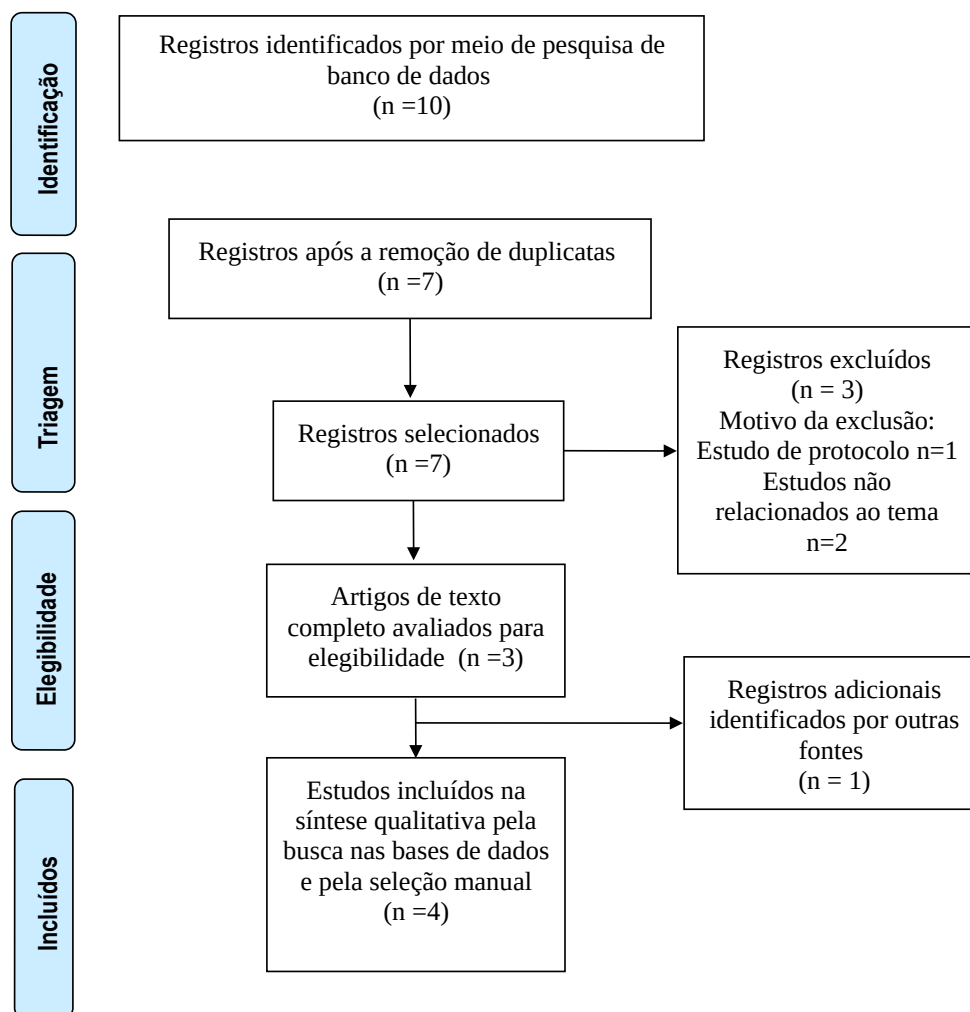 Identificação
Registros identificados por meio de pesquisa de
banco de dados
(n =10)
Triagem
Registros após a remoção de duplicatas
(n =7)
Registros selecionados
(n =7)
Registros excluídos
(n = 3)
Motivo da exclusão:
Estudo de protocolo n=1
Estudos não
relacionados ao tema
n=2
Elegibilidade
Artigos de texto
completo avaliados para
elegibilidade (n =3)
Registros adicionais
identificados por outras
fontes
(n = 1)
Incluídos
Estudos incluídos na
síntese qualitativa pela
busca nas bases de dados
e pela seleção manual
(n =4)